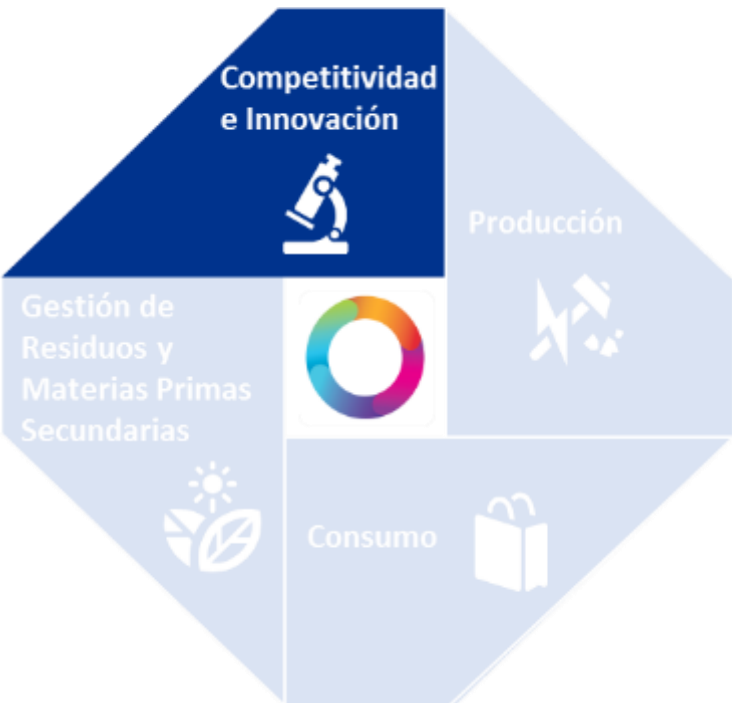 Competitividad
e Innovación
Producción
Gestión de
Residuos y
Materias Primas
Secundarias
Consumo